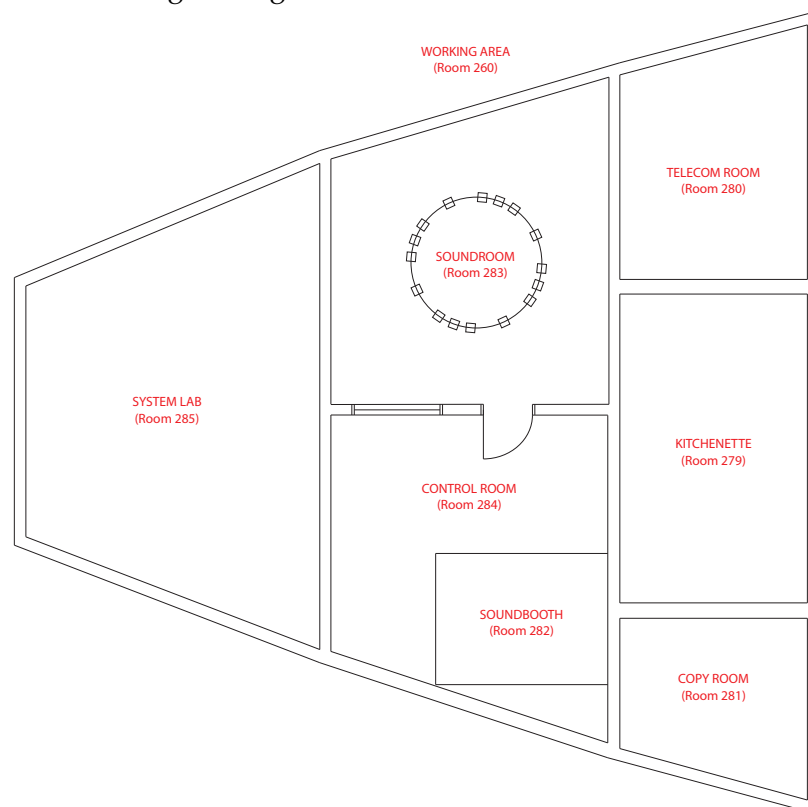 WORKING AREA
(Room 260)
TELECOM ROOM
(Room 280)
SOUNDROOM
(Room 283)
SYSTEM LAB
(Room 285)
KITCHENETTE
(Room 279)
CONTROL ROOM
(Room 284)
SOUNDBOOTH
(Room 282)
COPY ROOM
(Room 281)